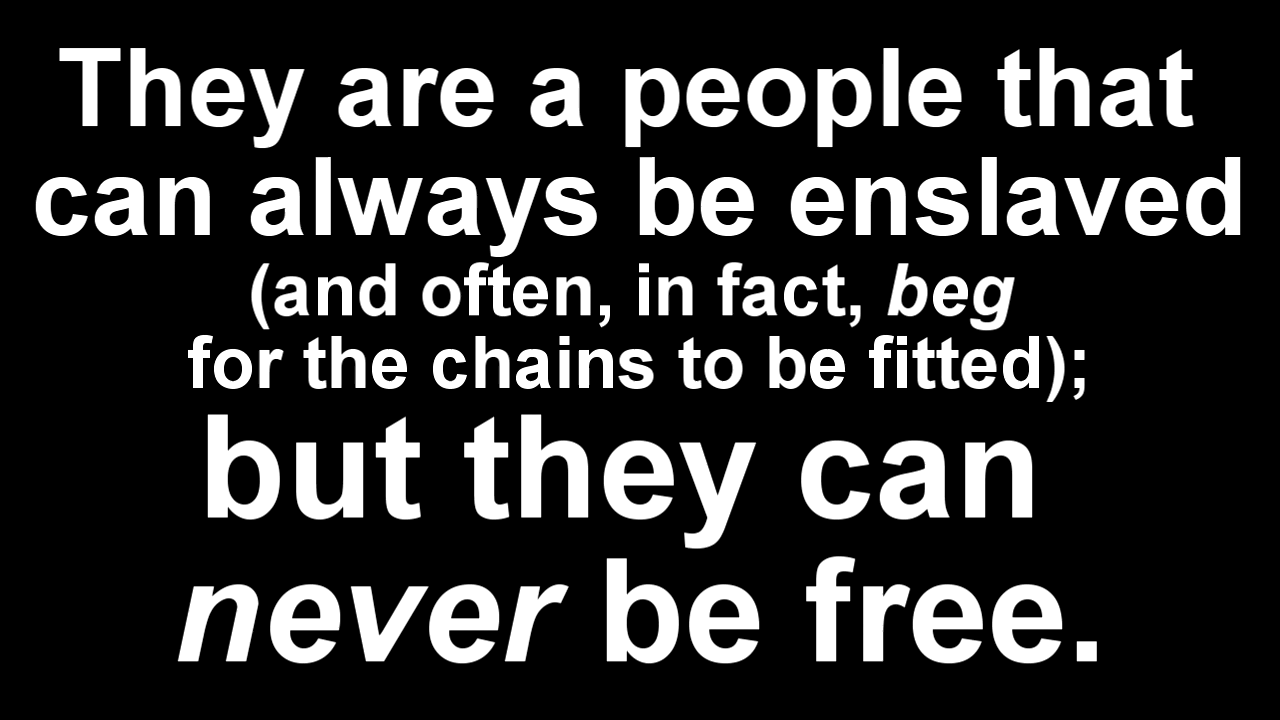 They are a people that
can always be enslaved
(and often, in fact, beg
for the chains to be fitted);
but they can
never be free.